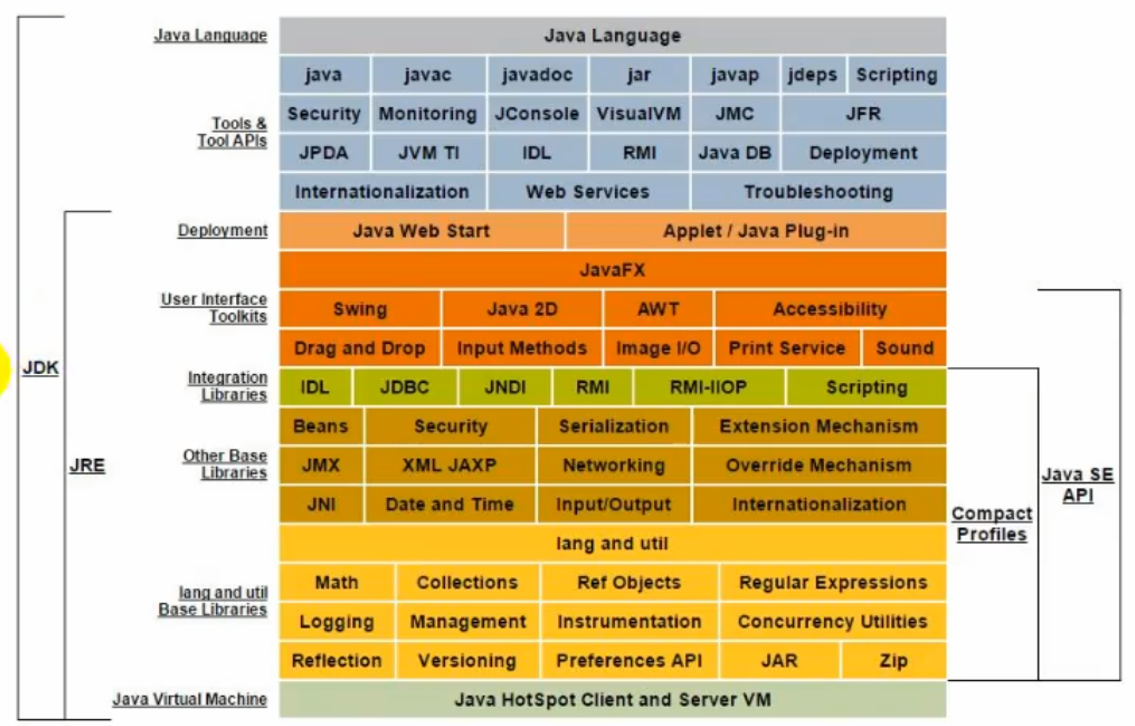 Java Language Java Language
java javac javadoc jar javap jdeps Scripting
Security Monitoring JConsole VisualVM JMC JFR
Tools &
Tool APIs
JPDA JVM TI IDL RMI Java DB Deployment
Internationalization Web Services Troubleshooting
Deployment Java Web Start Applet / Java Plug-in
JavaFX
User Interface
Toolkits
Swing Java 2D AWT Accessibility
Drag and Drop Input Methods Image I/O Print Service Sound
JDK
Integration
Libraries
IDL JDBC JNDI RMI RMI-IIOP Scripting
Beans Security Serialization Extension Mechanism
JRE
Other Base
Libraries
JMX XML JAXP Networking Override Mechanism
Java SE
API
JNI Date and Time Input/Output Internationalization
Compact
Profiles
lang and util
lang and util
Base Libraries
Math Collections Ref Objects Regular Expressions
Logging Management Instrumentation Concurrency Utilities
Reflection Versioning Preferences API JAR Zip
Java Virtual Machine Java HotSpot Client and Server VM